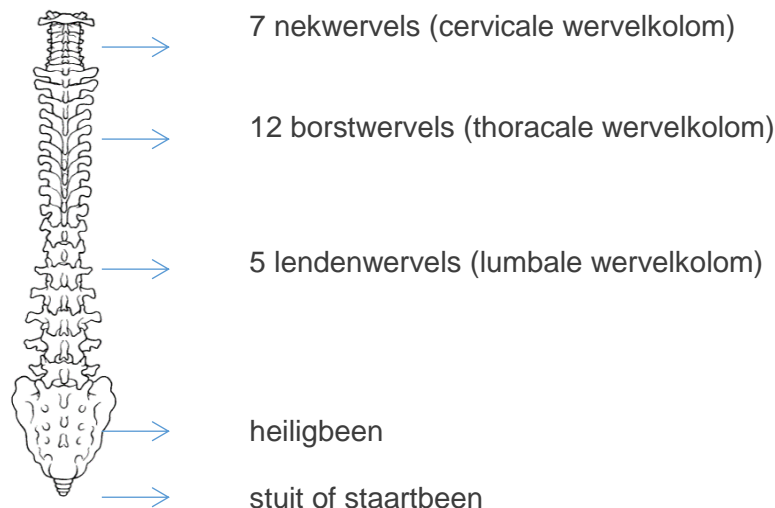 7 nekwervels (cervicale wervelkolom)
12 borstwervels (thoracale wervelkolom)
5 lendenwervels (lumbale wervelkolom)
heiligbeen
stuit of staartbeen